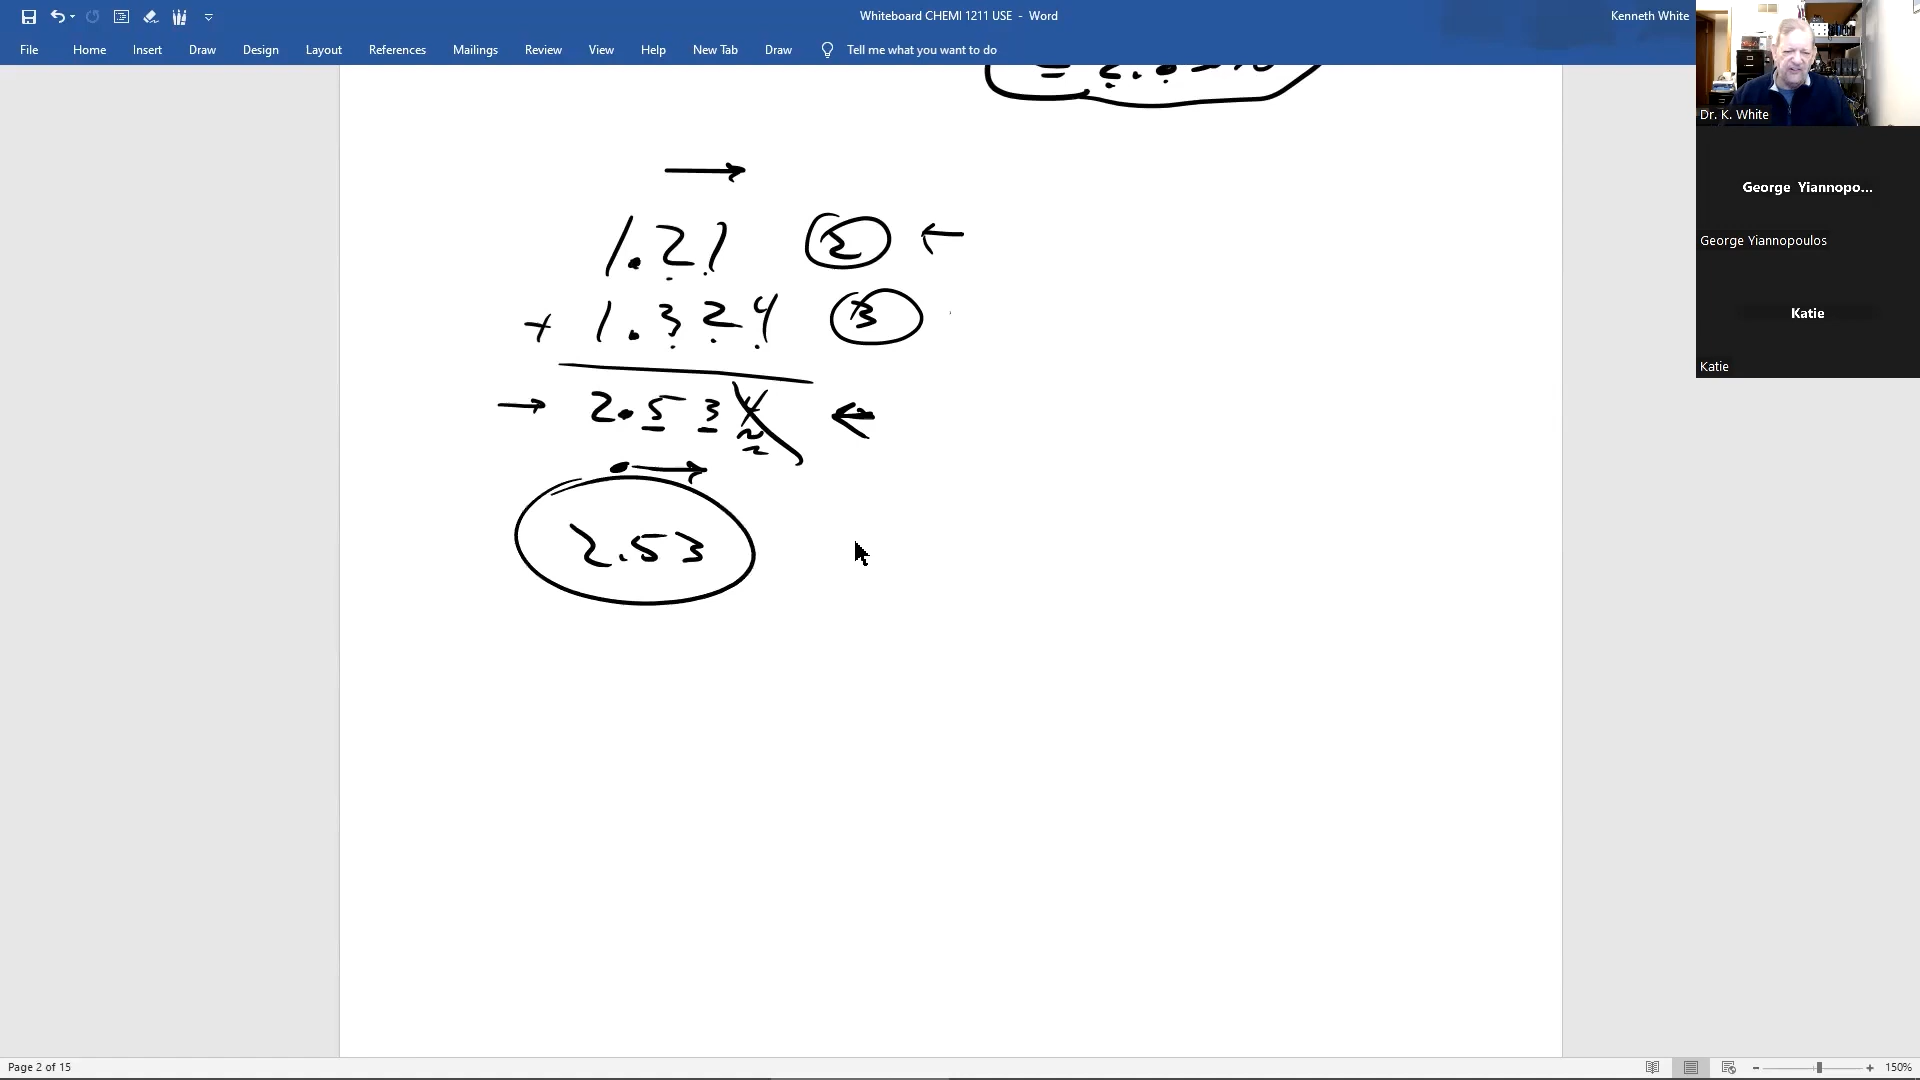 Whiteboard CHEMI 1211 USE - Word
Kenneth White
File Home Insert Draw Design Layout References Mailings Review View Help New Tab Draw Tell me what you want to do
Dr. K. White
George Yiannopo...
George Yiannopoulos
Katie
Katie
1.21 2 ←
+ 1.324 3
→ 2.534 ←
2.53
Page 2 of 15
150%